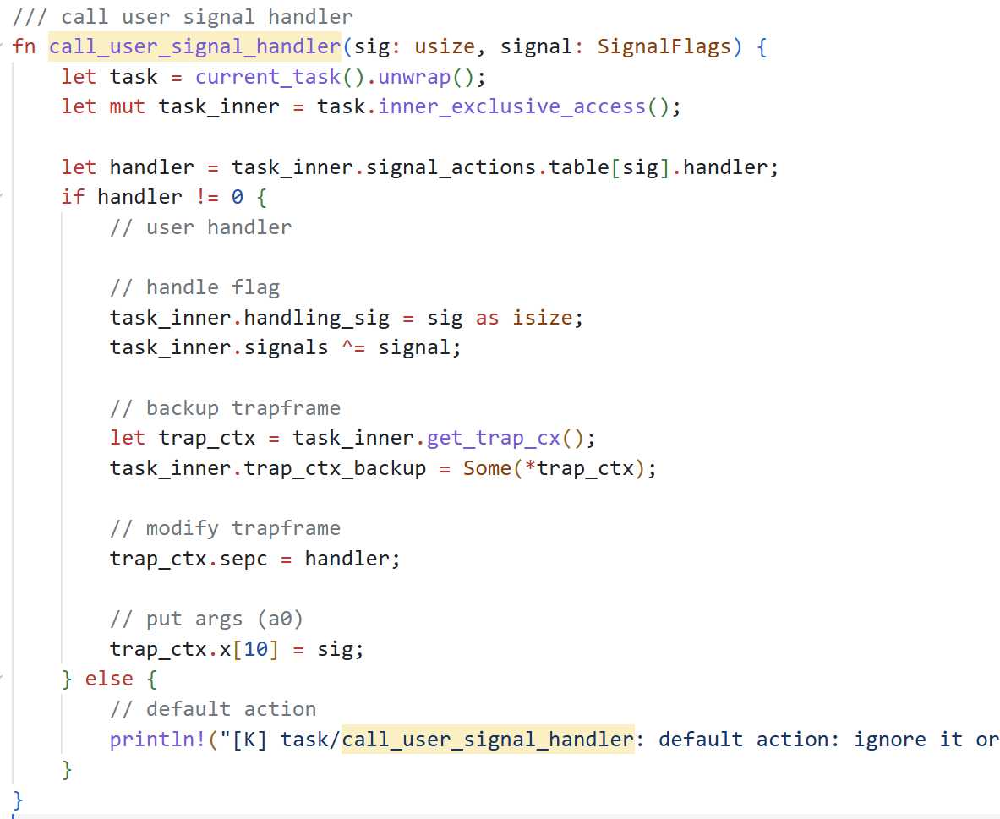 /// call user signal handler
fn call_user_signal_handler(sig: usize, signal: SignalFlags) {
    let task = current_task().unwrap();
    let mut task_inner = task.inner_exclusive_access();

    let handler = task_inner.signal_actions.table[sig].handler;
    if handler != 0 {
        // user handler

        // handle flag
        task_inner.handling_sig = sig as isize;
        task_inner.signals ^= signal;

        // backup trapframe
        let trap_ctx = task_inner.get_trap_cx();
        task_inner.trap_ctx_backup = Some(*trap_ctx);

        // modify trapframe
        trap_ctx.sepc = handler;

        // put args (a0)
        trap_ctx.x[10] = sig;
    } else {
        // default action
        println!("[K] task/call_user_signal_handler: default action: ignore it or
    }
}